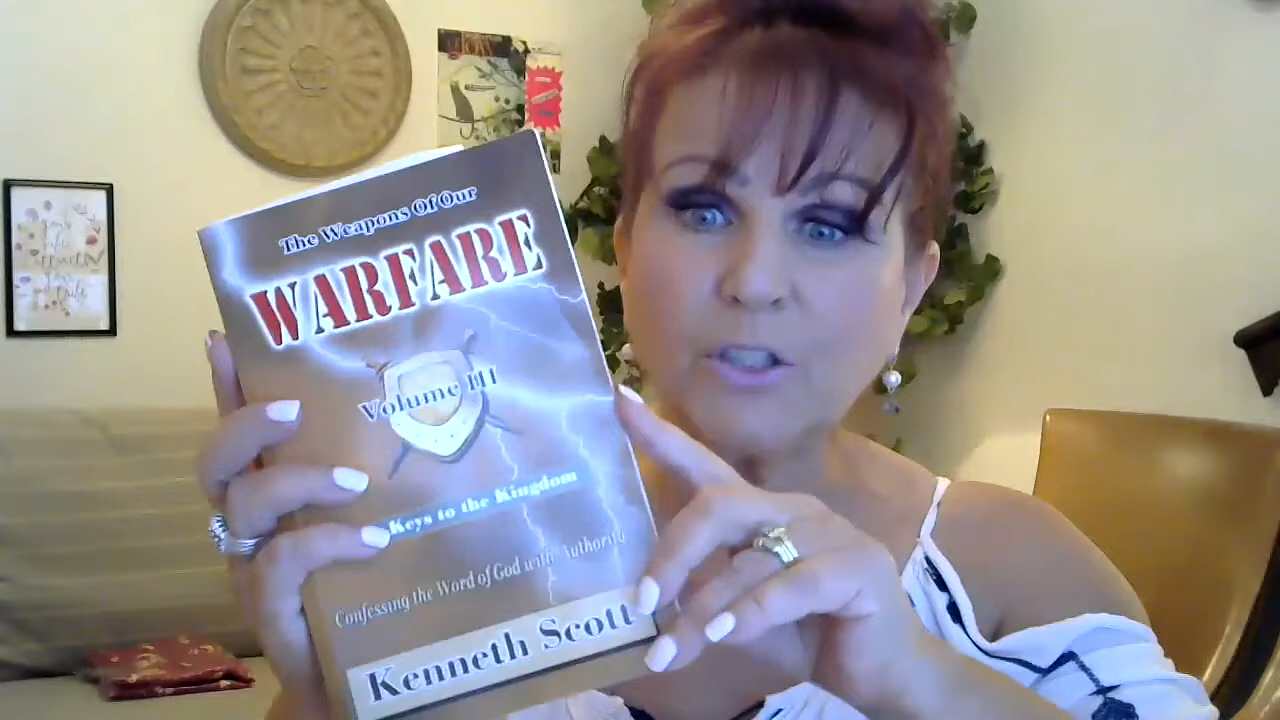 JOY
The Weapons Of Our
WARFARE
Volume III
Keys to the Kingdom
Confessing the Word of God with Authority
Kenneth Scott